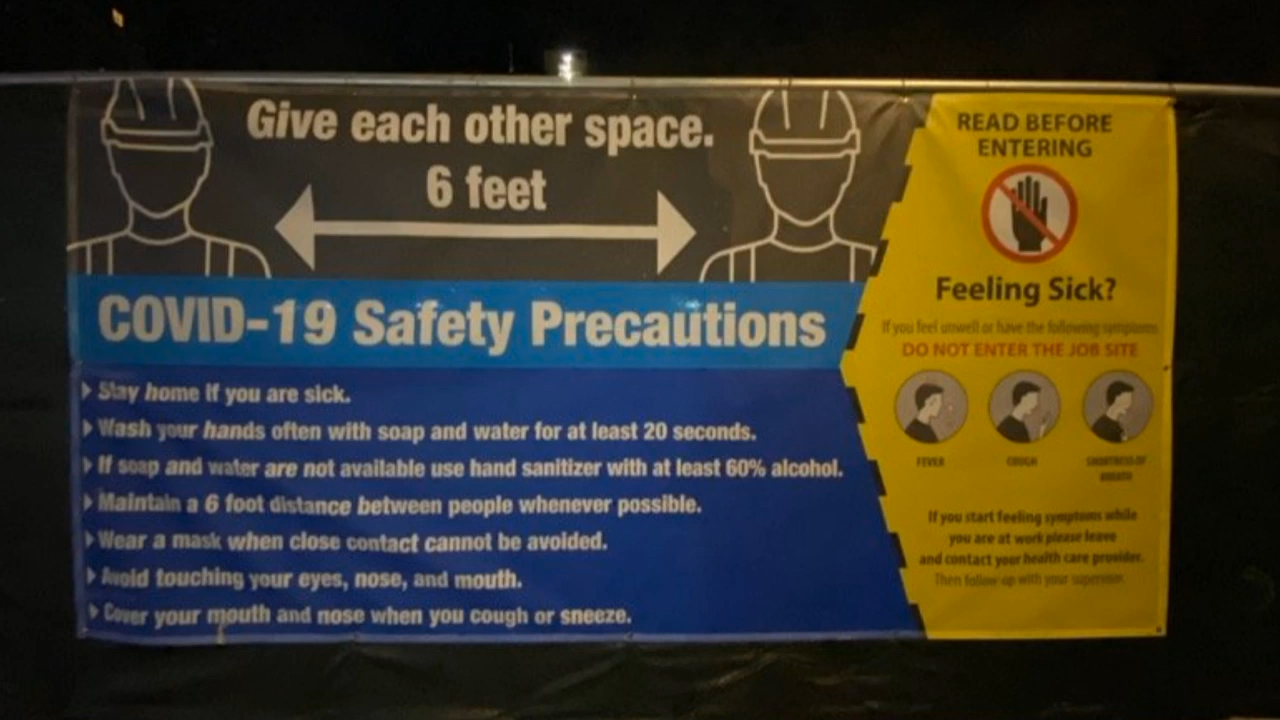 Give each other space.
6 feet
COVID-19 Safety Precautions
Stay home if you are sick.
Wash your hands often with soap and water for at least 20 seconds.
If soap and water are not available use hand sanitizer with at least 60% alcohol.
Maintain a 6 foot distance between people whenever possible.
Wear a mask when close contact cannot be avoided.
Avoid touching your eyes, nose, and mouth.
Cover your mouth and nose when you cough or sneeze.
READ BEFORE
ENTERING
Feeling Sick?
If you feel unwell or have the following symptoms
DO NOT ENTER THE JOB SITE
FEVER
COUGH
SHORTNESS OF
BREATH
If you start feeling symptoms while
you are at work please leave
and contact your health care provider.
Then follow-up with your supervisor.